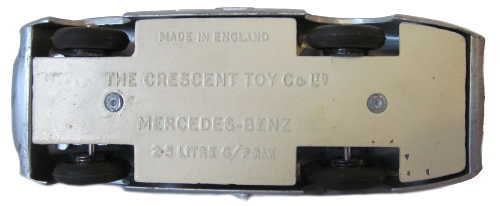 MADE IN ENGLAND
THE CRESCENT TOY Co LTD
MERCEDES-BENZ
2·5 LITRE G/PRIX